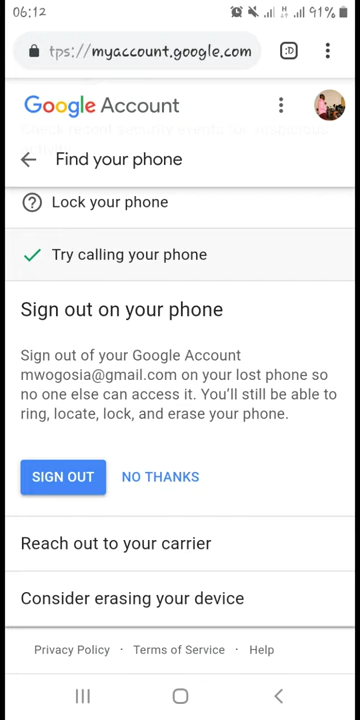 06:12
91%
tps://myaccount.google.com
:D
Google Account
Find your phone
Lock your phone
Try calling your phone
Sign out on your phone
Sign out of your Google Account
mwogosia@gmail.com on your lost phone so
no one else can access it. You'll still be able to
ring, locate, lock, and erase your phone.
SIGN OUT NO THANKS
Reach out to your carrier
Consider erasing your device
Privacy Policy · Terms of Service · Help